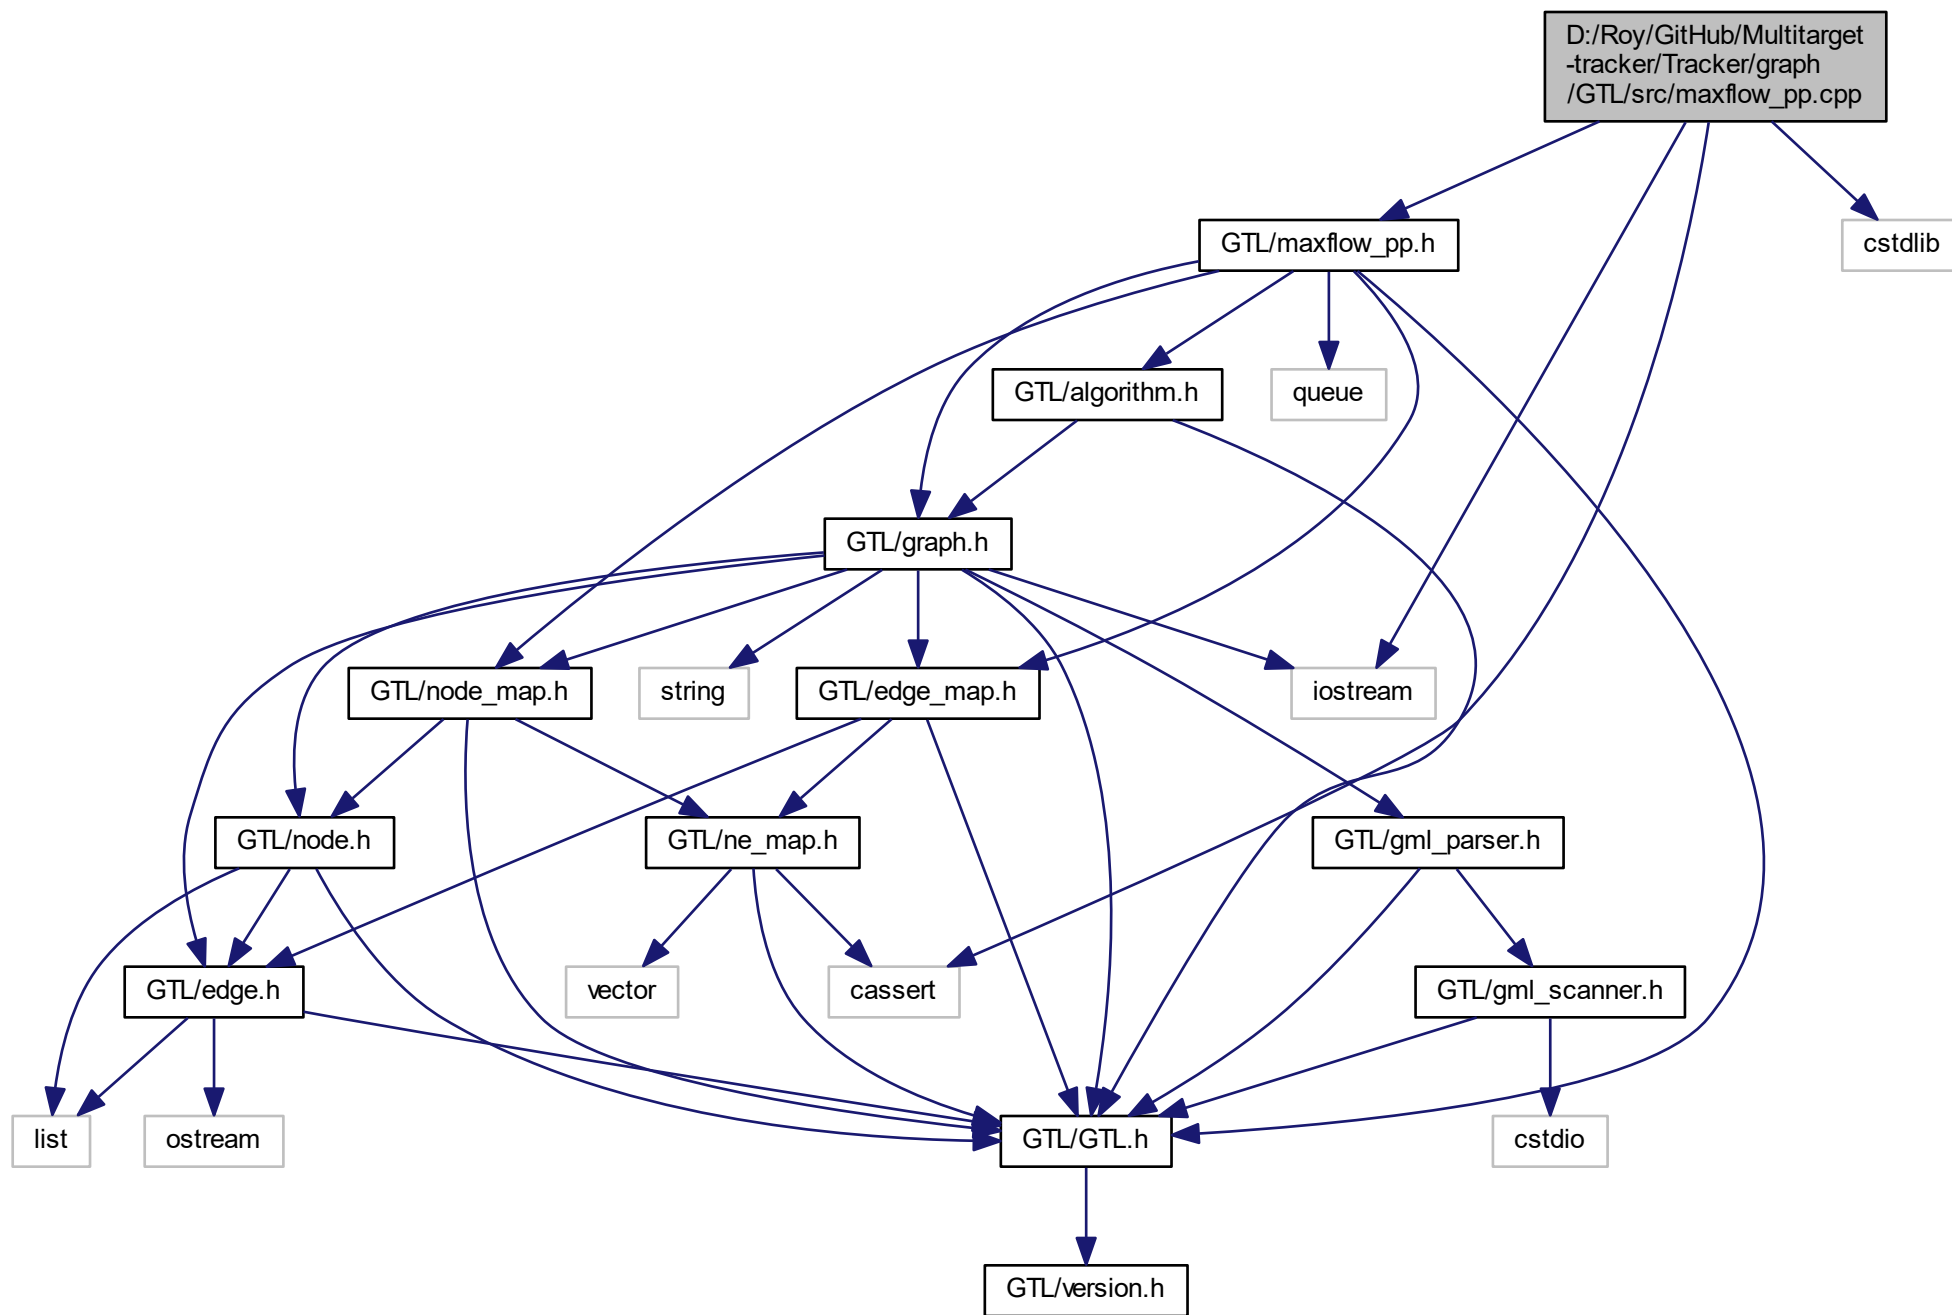 D:/Roy/GitHub/Multitarget
-tracker/Tracker/graph
/GTL/src/maxflow_pp.cpp
GTL/maxflow_pp.h
cstdlib
GTL/algorithm.h
queue
GTL/graph.h
GTL/node_map.h
string
GTL/edge_map.h
iostream
GTL/node.h
GTL/ne_map.h
GTL/gml_parser.h
GTL/edge.h
vector
cassert
GTL/gml_scanner.h
list
ostream
GTL/GTL.h
cstdio
GTL/version.h